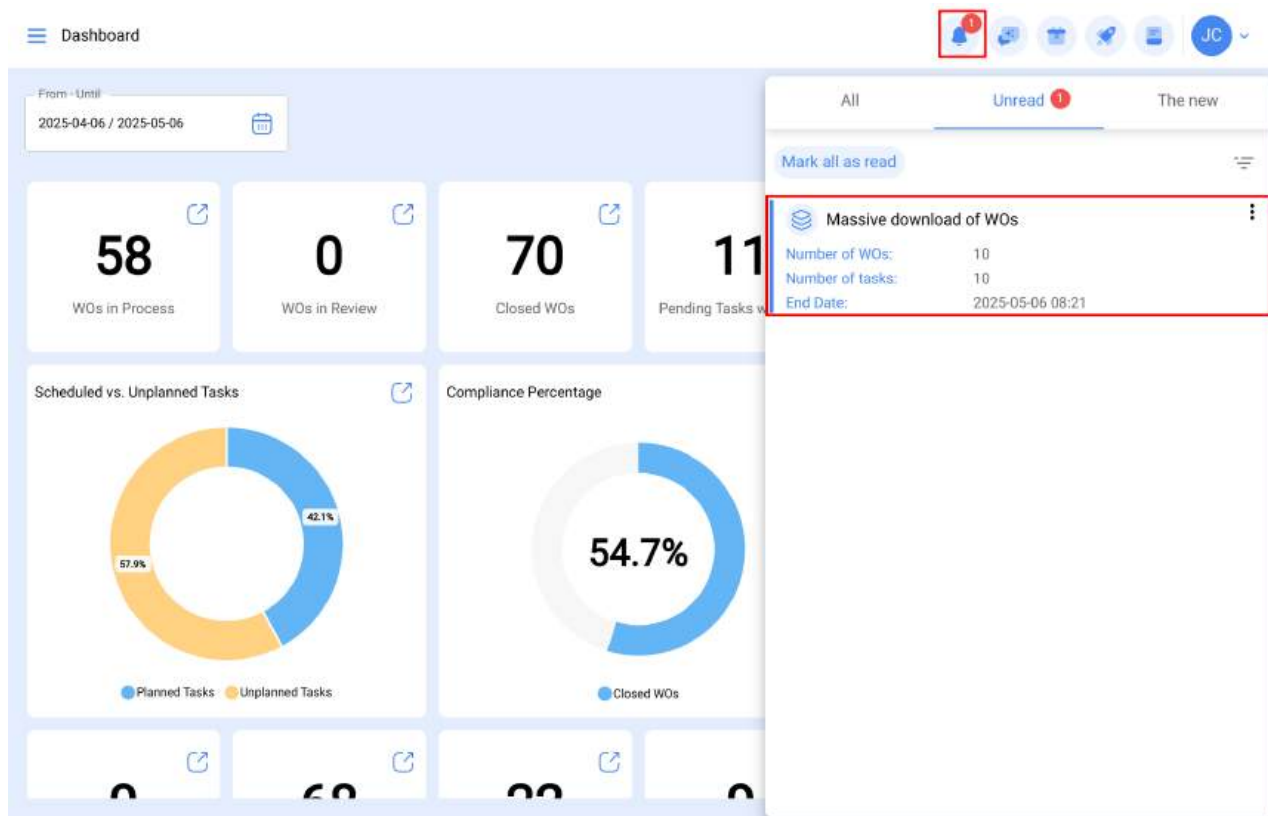 Dashboard
1
JC
From - Until
2025-04-06 / 2025-05-06
All
Unread 1
The new
Mark all as read
58
WOs in Process
0
WOs in Review
70
Closed WOs
11
Pending Tasks
Massive download of WOs
Number of WOs: 10
Number of tasks: 10
End Date: 2025-05-06 08:21
Scheduled vs. Unplanned Tasks
42.1%
57.9%
Planned Tasks Unplanned Tasks
Compliance Percentage
54.7%
Closed WOs